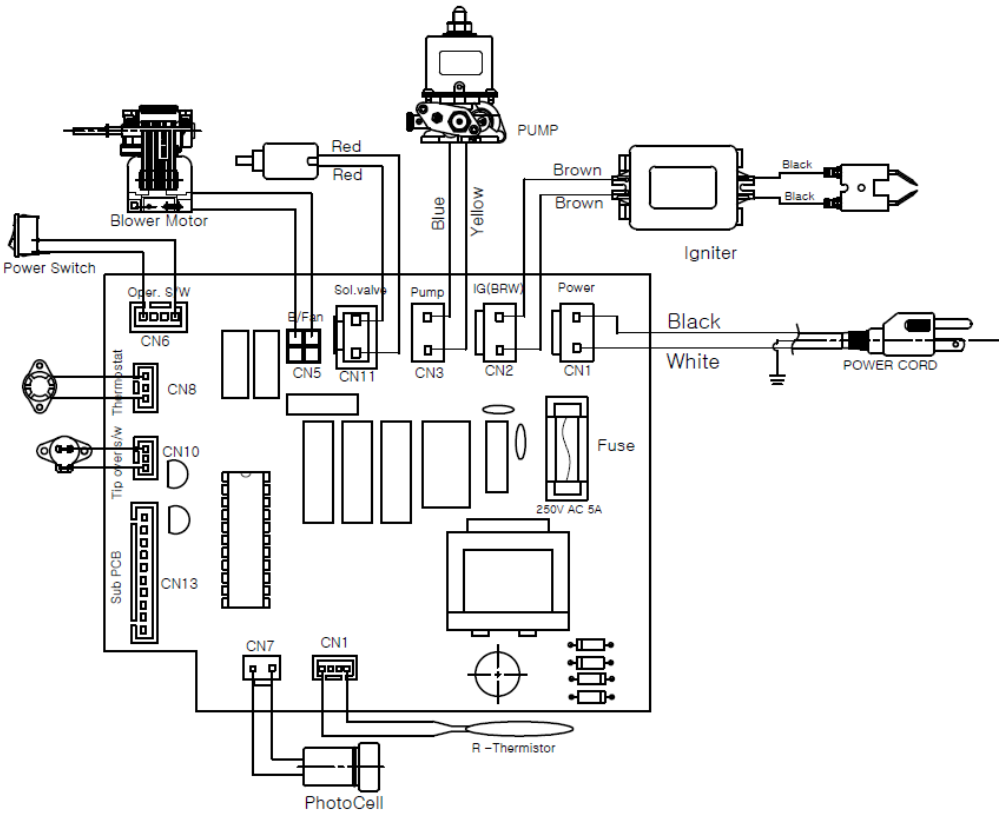 PUMP
Red
Red
Brown
Brown
Black
Black
Blue
Yellow
Blower Motor
Igniter
Power Switch
Oper. S/W
B/Fan
Sol.valve
Pump
IG(BRW)
Power
Black
White
POWER CORD
CN6
CN5
CN11
CN3
CN2
CN1
Thermostat
CN8
Tip over s/w
CN10
Fuse
250V AC 5A
Sub PCB
CN13
CN7
CN1
R -Thermistor
PhotoCell